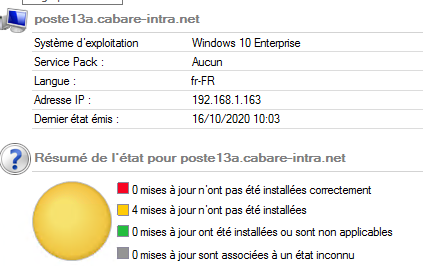 poste13a.cabare-intra.net
Système d'exploitation Windows 10 Enterprise
Service Pack : Aucun
Langue : fr-FR
Adresse IP : 192.168.1.163
Dernier état émis : 16/10/2020 10:03
Résumé de l'état pour poste13a.cabare-intra.net
0 mises à jour n'ont pas été installées correctement
4 mises à jour n'ont pas été installées
0 mises à jour ont été installées ou sont non applicables
0 mises à jour sont associées à un état inconnu